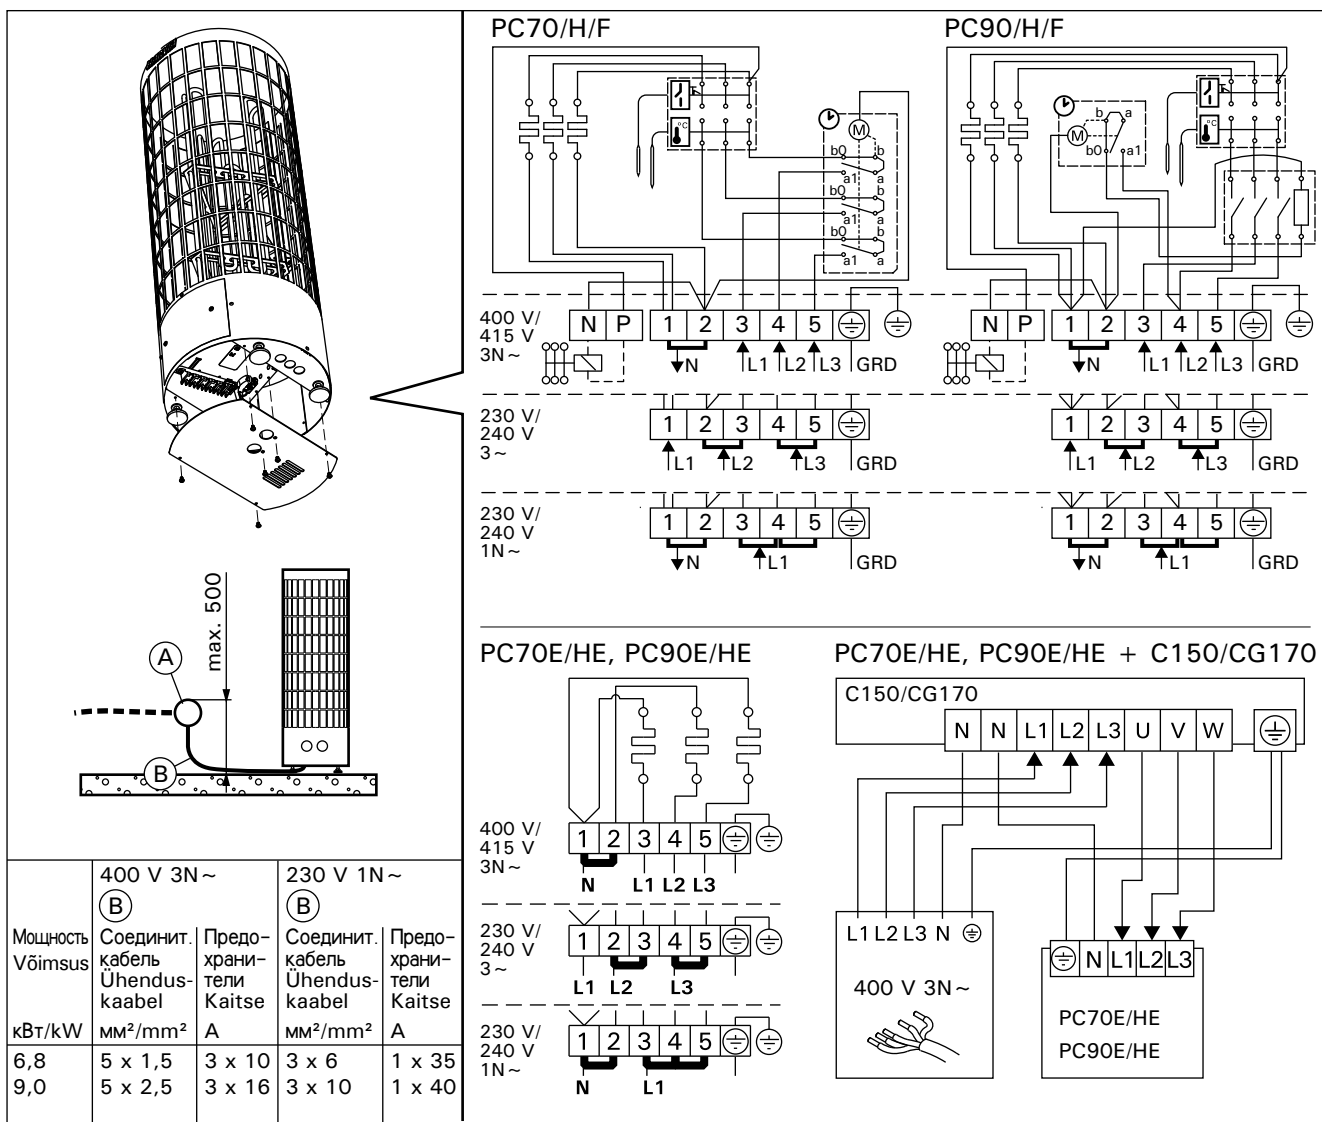 PC70/H/F
PC90/H/F
°C
M
b0 b
a1 a
b0 b
a1 a
b0 b
a1 a
M
b a
b0 a1
°C
400 V/
415 V
3N~
N P
1 2 3 4 5
N L1 L2 L3 GRD
N P
1 2 3 4 5
N L1 L2 L3 GRD
230 V/
240 V
3~
1 2 3 4 5
L1 L2 L3 GRD
1 2 3 4 5
L1 L2 L3 GRD
230 V/
240 V
1N~
1 2 3 4 5
N L1 GRD
1 2 3 4 5
N L1 GRD
max. 500
A
B
PC70E/HE, PC90E/HE
400 V/
415 V
3N~
1 2 3 4 5
N L1 L2 L3
230 V/
240 V
3~
1 2 3 4 5
L1 L2 L3
230 V/
240 V
1N~
1 2 3 4 5
N L1
PC70E/HE, PC90E/HE + C150/CG170
C150/CG170
N N L1 L2 L3 U V W
L1 L2 L3 N
400 V 3N~
N L1 L2 L3
PC70E/HE
PC90E/HE
400 V 3N~ 230 V 1N~
B B
Мощность Соединит. Предо- Соединит. Предо-
Võimsus кабель храни- кабель храни-
Ühendus- тели Ühendus- тели
kaabel Kaitse kaabel Kaitse
кВт/kW мм²/mm² A мм²/mm² A
6,8 5 x 1,5 3 x 10 3 x 6 1 x 35
9,0 5 x 2,5 3 x 16 3 x 10 1 x 40